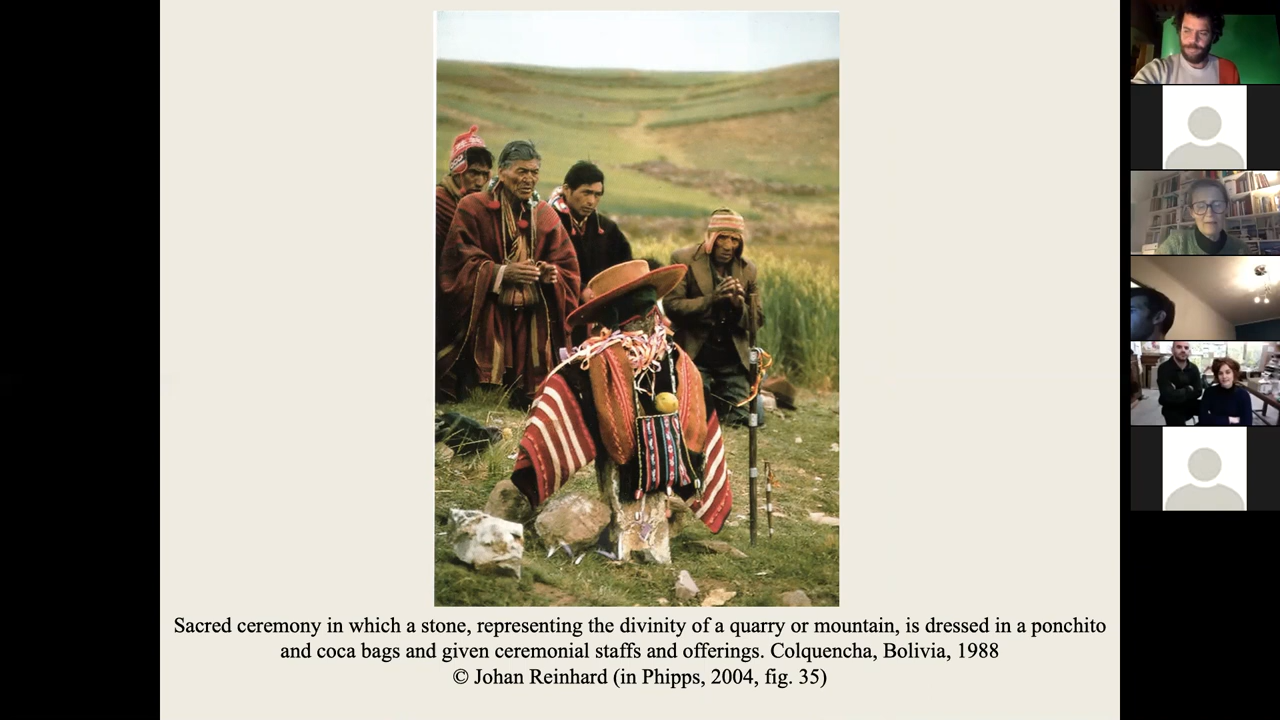 Sacred ceremony in which a stone, representing the divinity of a quarry or mountain, is dressed in a ponchito
and coca bags and given ceremonial staffs and offerings. Colquencha, Bolivia, 1988
© Johan Reinhard (in Phipps, 2004, fig. 35)